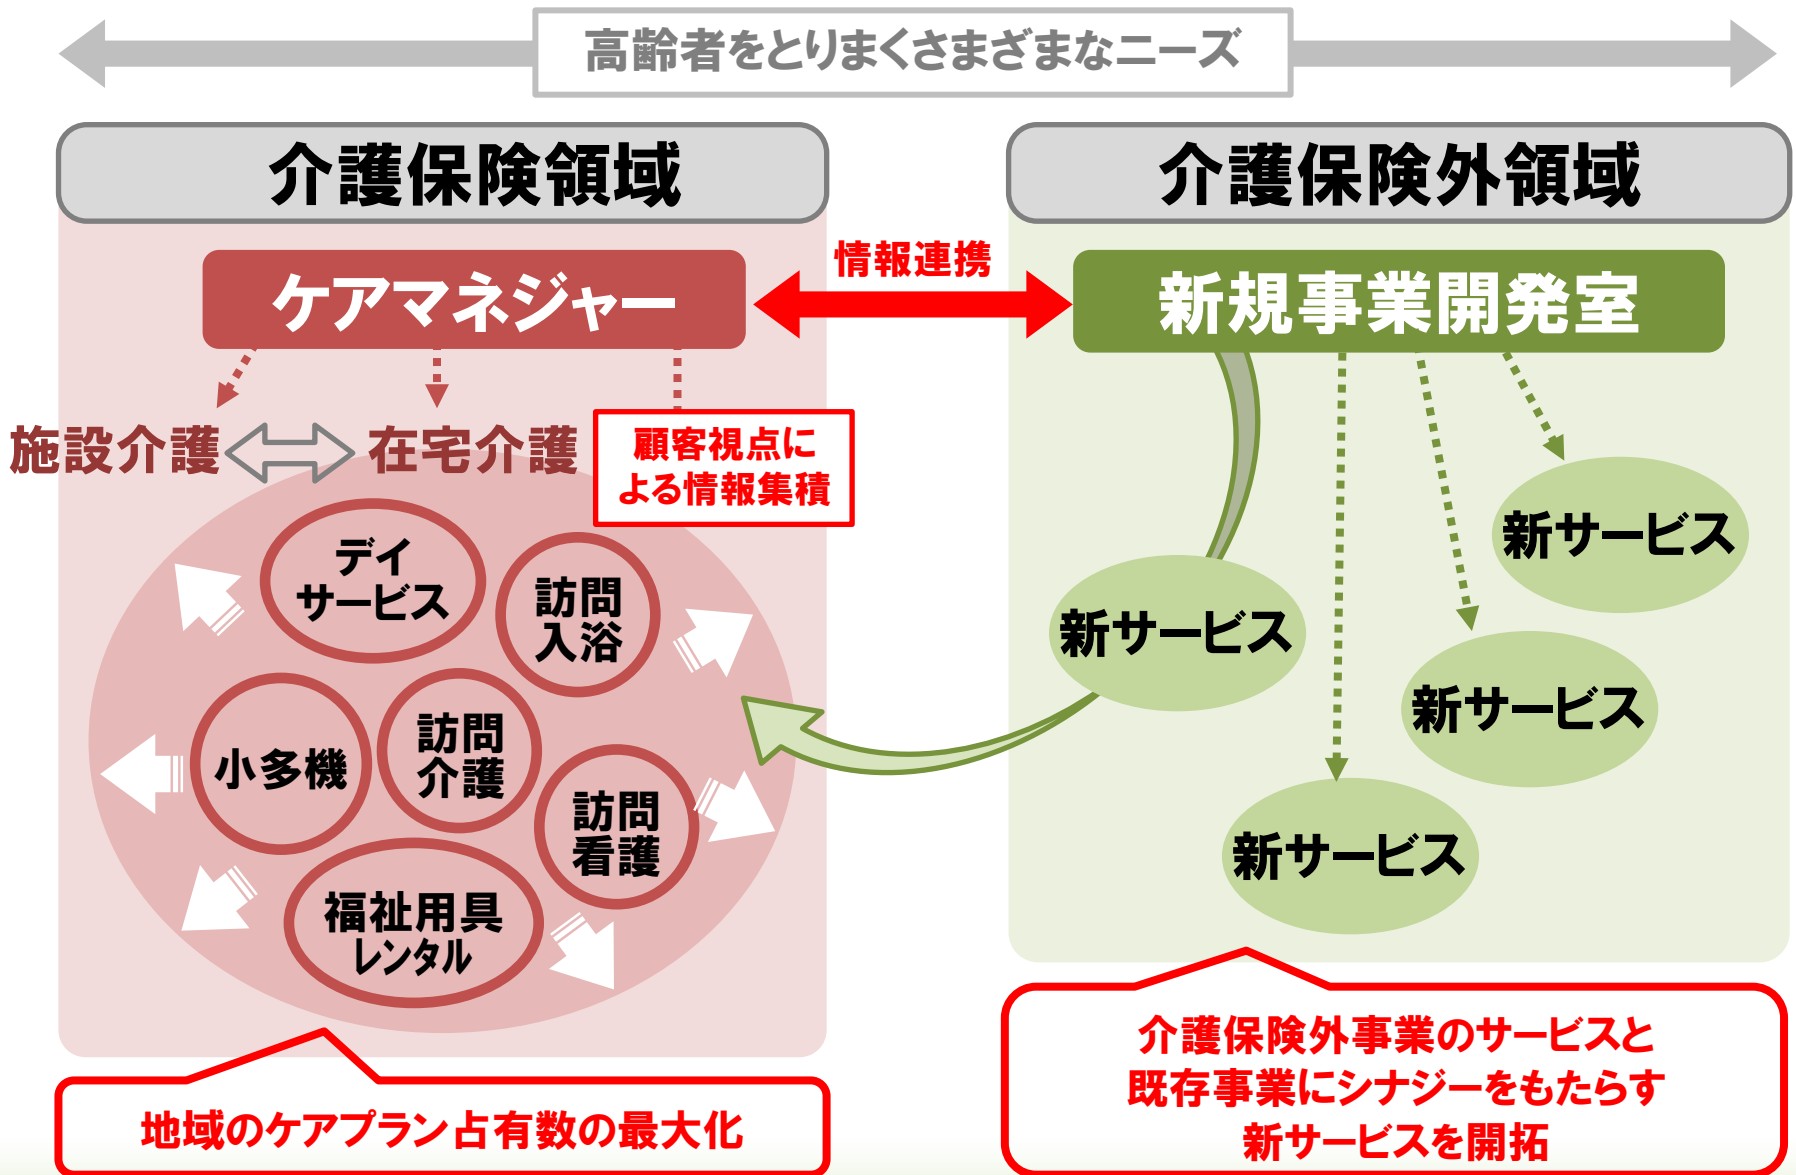 高齢者をとりまくさまざまなニーズ
介護保険領域
介護保険外領域
ケアマネジャー
情報連携
新規事業開発室
施設介護
在宅介護
顧客視点に
よる情報集積
デイ
サービス
訪問
入浴
小多機
訪問
介護
訪問
看護
福祉用具
レンタル
新サービス
新サービス
新サービス
新サービス
地域のケアプラン占有数の最大化
介護保険外事業のサービスと
既存事業にシナジーをもたらす
新サービスを開拓